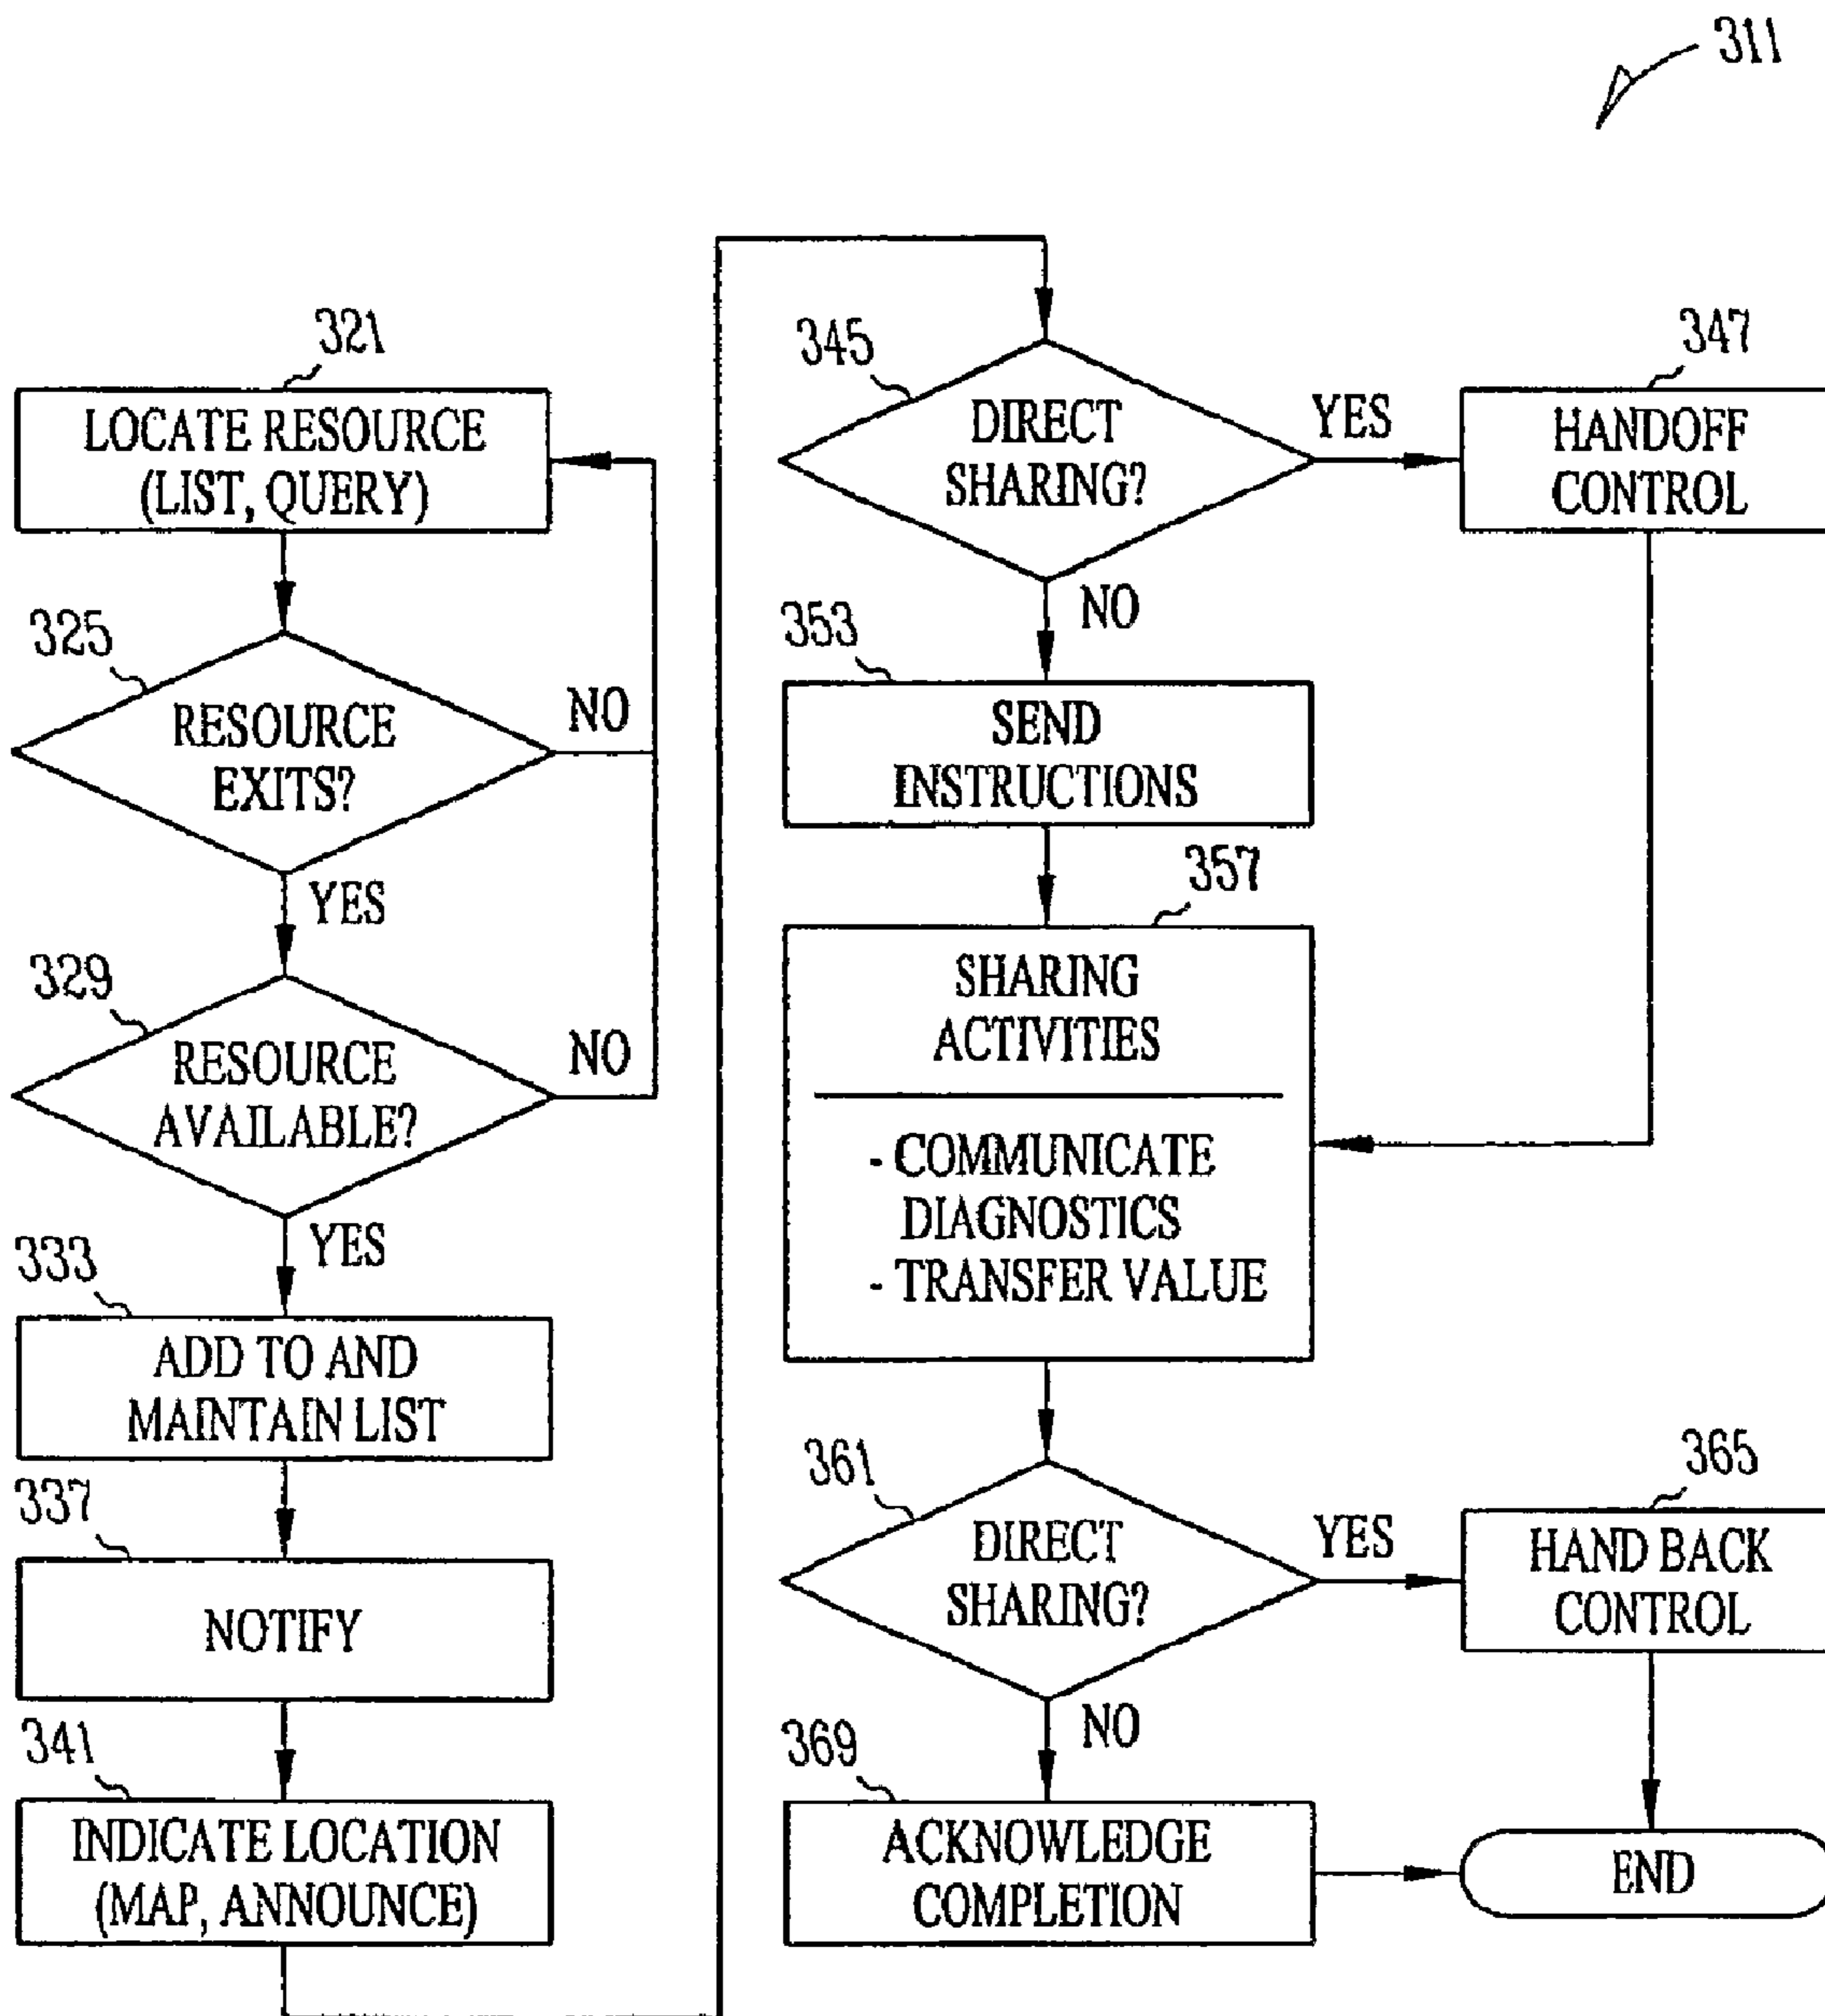 311
321
LOCATE RESOURCE
(LIST, QUERY)
325
RESOURCE
EXITS?
NO
YES
329
RESOURCE
AVAILABLE?
NO
YES
333
ADD TO AND
MAINTAIN LIST
337
NOTIFY
341
INDICATE LOCATION
(MAP, ANNOUNCE)
345
DIRECT
SHARING?
YES
347
HANDOFF
CONTROL
NO
353
SEND
INSTRUCTIONS
357
SHARING
ACTIVITIES
- COMMUNICATE
DIAGNOSTICS
- TRANSFER VALUE
361
DIRECT
SHARING?
YES
365
HAND BACK
CONTROL
NO
369
ACKNOWLEDGE
COMPLETION
END